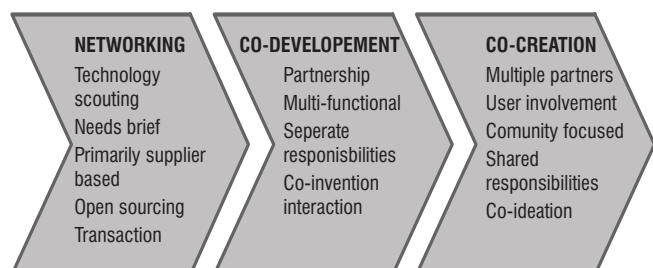 NETWORKING
Technology
scouting
Needs brief
Primarily supplier
based
Open sourcing
Transaction
CO-DEVELOPEMENT
Partnership
Multi-functional
Seperate
responisbilities
Co-invention
interaction
CO-CREATION
Multiple partners
User involvement
Comunity focused
Shared
responsibilities
Co-ideation